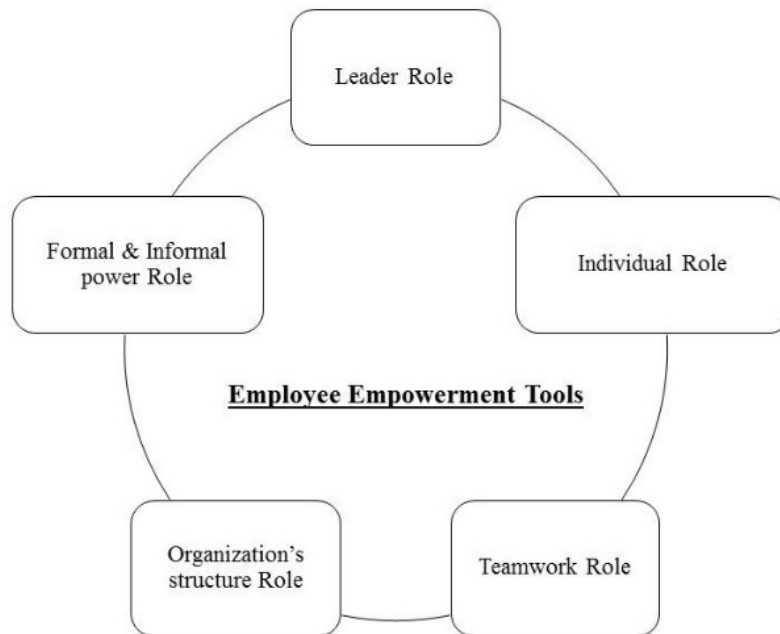 Leader Role
Formal & Informal
power Role
Individual Role
Employee Empowerment Tools
Organization’s
structure Role
Teamwork Role